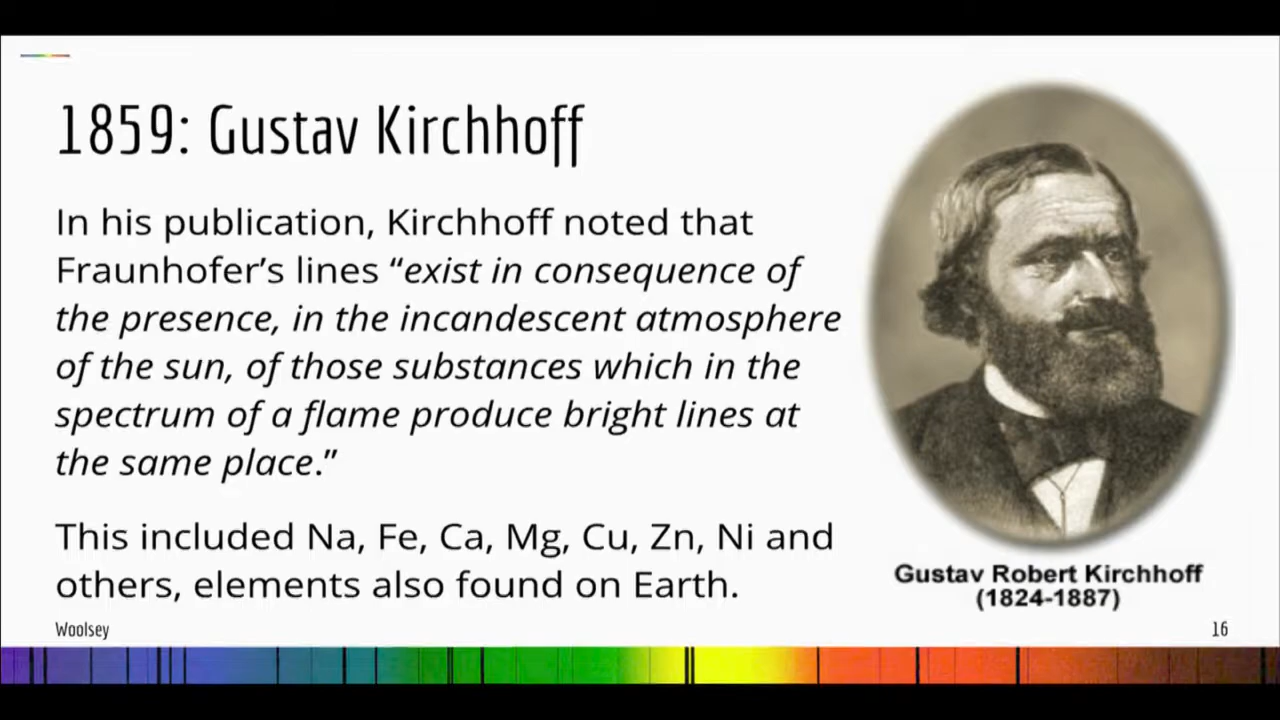 1859: Gustav Kirchhoff
In his publication, Kirchhoff noted that
Fraunhofer’s lines “exist in consequence of
the presence, in the incandescent atmosphere
of the sun, of those substances which in the
spectrum of a flame produce bright lines at
the same place.”
This included Na, Fe, Ca, Mg, Cu, Zn, Ni and
others, elements also found on Earth.
Gustav Robert Kirchhoff
(1824-1887)
Woolsey
16